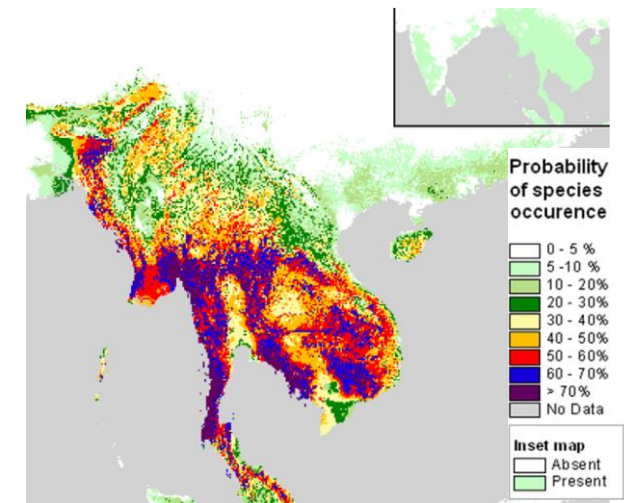 Probability
of species
occurence
0 - 5 %
5 -10 %
10 - 20%
20 - 30%
30 - 40%
40 - 50%
50 - 60%
60 - 70%
> 70%
No Data
Inset map
Absent
Present